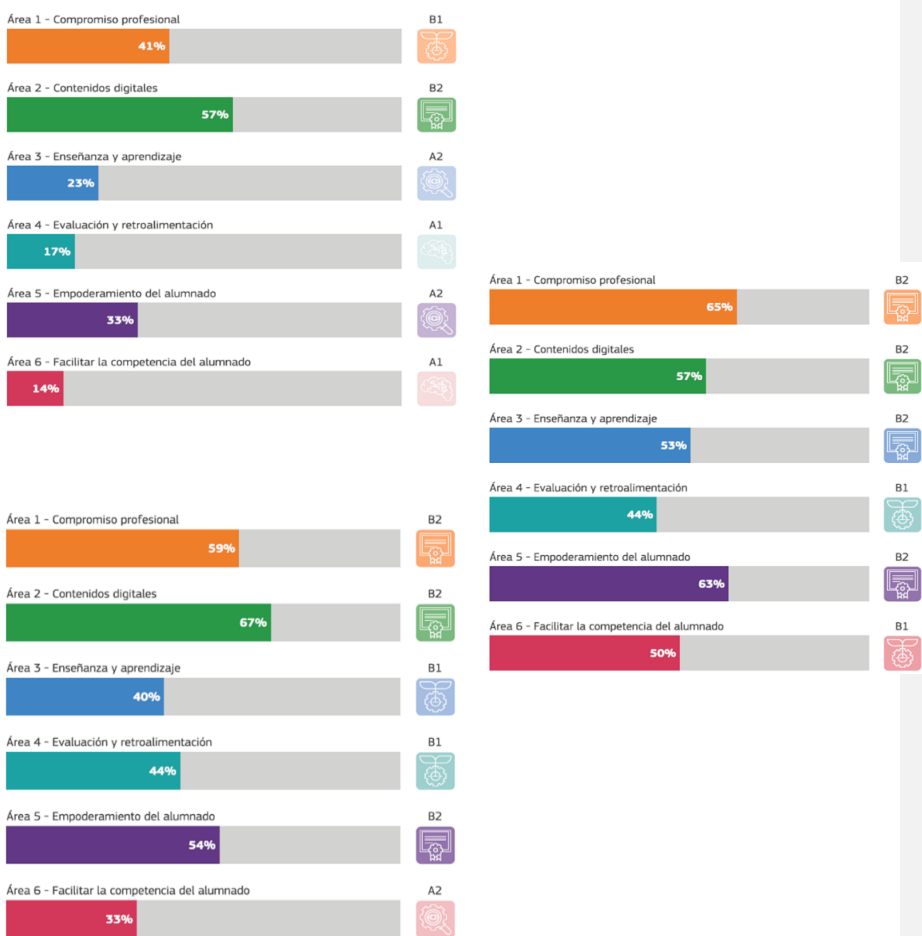 Área 1 - Compromiso profesional B1
41%
Área 2 - Contenidos digitales B2
57%
Área 3 - Enseñanza y aprendizaje A2
23%
Área 4 - Evaluación y retroalimentación A1
17%
Área 5 - Empoderamiento del alumnado A2
33%
Área 6 - Facilitar la competencia del alumnado A1
14%
Área 1 - Compromiso profesional B2
59%
Área 2 - Contenidos digitales B2
67%
Área 3 - Enseñanza y aprendizaje B1
40%
Área 4 - Evaluación y retroalimentación B1
44%
Área 5 - Empoderamiento del alumnado B2
54%
Área 6 - Facilitar la competencia del alumnado A2
33%
Área 1 - Compromiso profesional B2
65%
Área 2 - Contenidos digitales B2
57%
Área 3 - Enseñanza y aprendizaje B2
53%
Área 4 - Evaluación y retroalimentación B1
44%
Área 5 - Empoderamiento del alumnado B2
63%
Área 6 - Facilitar la competencia del alumnado B1
50%